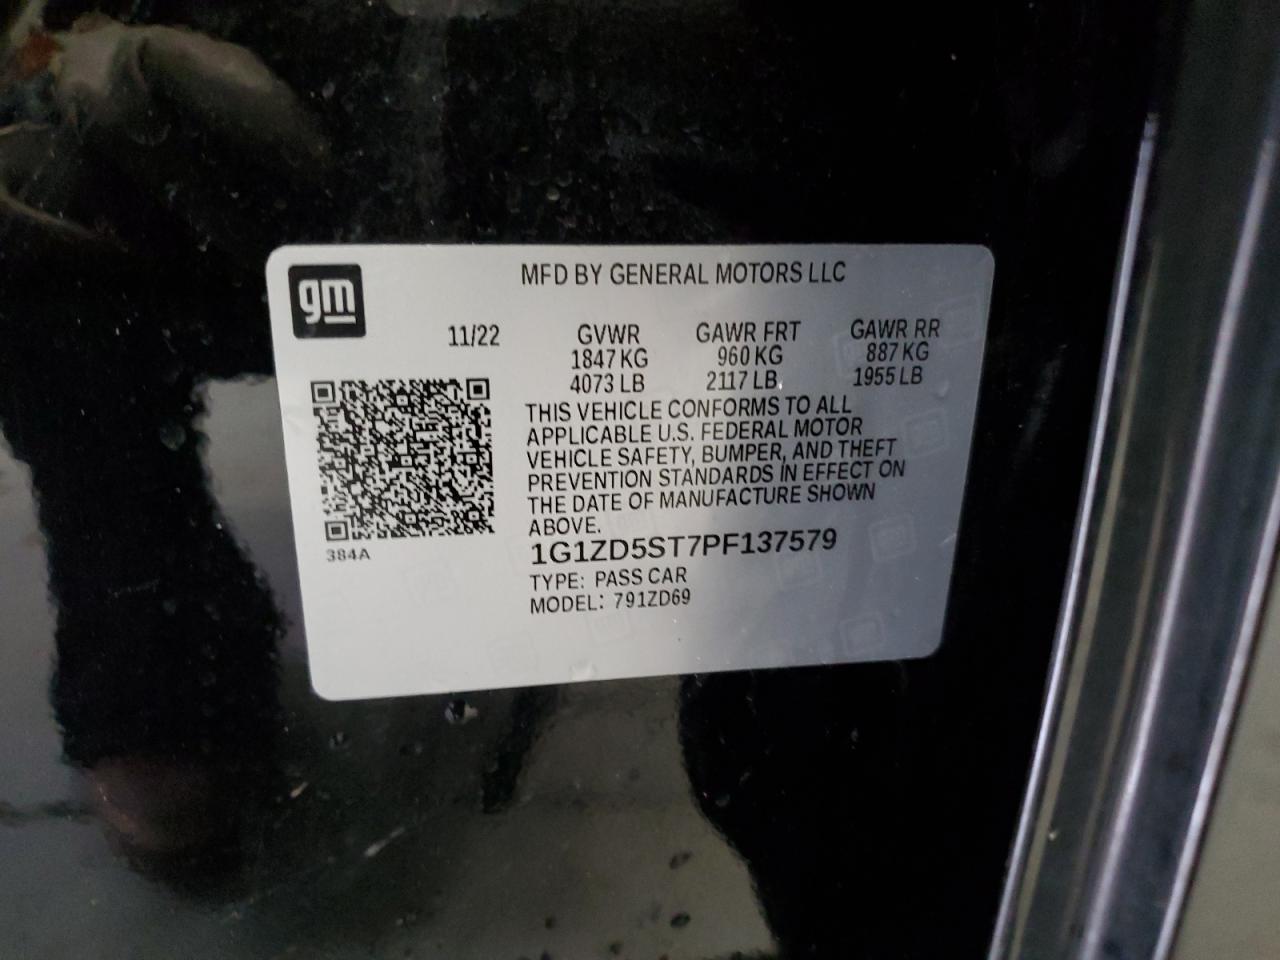 gm
MFD BY GENERAL MOTORS LLC
11/22 GVWR GAWR FRT GAWR RR
1847 KG 960 KG 887 KG
4073 LB 2117 LB 1955 LB
THIS VEHICLE CONFORMS TO ALL
APPLICABLE U.S. FEDERAL MOTOR
VEHICLE SAFETY, BUMPER, AND THEFT
PREVENTION STANDARDS IN EFFECT ON
THE DATE OF MANUFACTURE SHOWN
ABOVE.
384A
1G1ZD5ST7PF137579
TYPE: PASS CAR
MODEL: 791ZD69